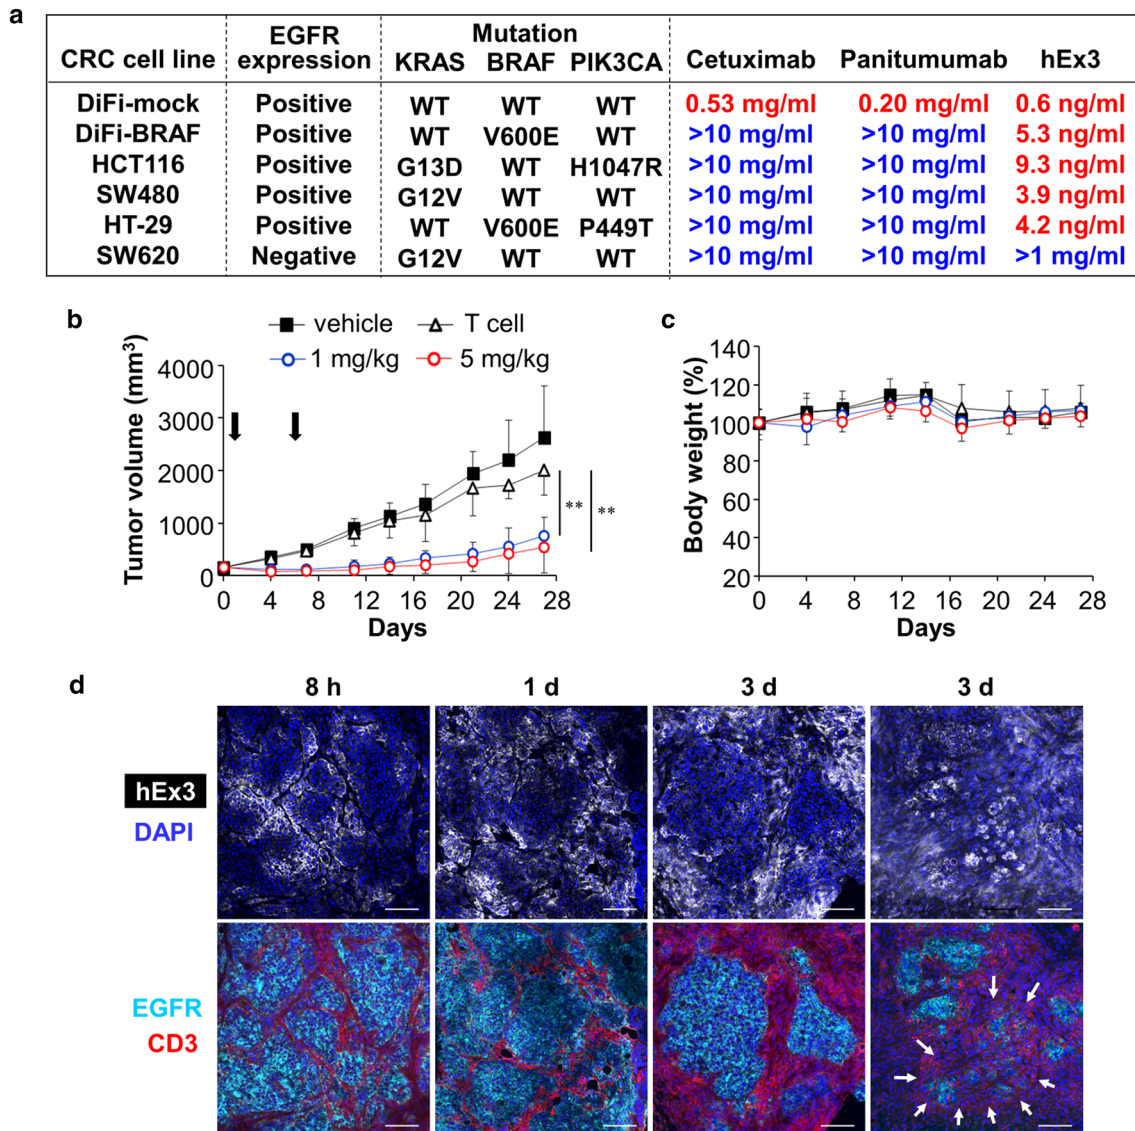 a
EGFR
Mutation
CRC cell line expression KRAS BRAF PIK3CA Cetuximab Panitumumab hEx3
DiFi-mock Positive WT WT WT 0.53 mg/ml 0.20 mg/ml 0.6 ng/ml
DiFi-BRAF Positive WT V600E WT >10 mg/ml >10 mg/ml 5.3 ng/ml
HCT116 Positive G13D WT H1047R >10 mg/ml >10 mg/ml 9.3 ng/ml
SW480 Positive G12V WT WT >10 mg/ml >10 mg/ml 3.9 ng/ml
HT-29 Positive WT V600E P449T >10 mg/ml >10 mg/ml 4.2 ng/ml
SW620 Negative G12V WT WT >10 mg/ml >10 mg/ml >1 mg/ml
b
vehicle T cell
1 mg/kg 5 mg/kg
Tumor volume (mm³)
4000
3000
2000
1000
0
** **
0 4 8 12 16 20 24 28
Days
c
Body weight (%)
140
120
100
80
60
40
20
0 4 8 12 16 20 24 28
Days
d
8 h 1 d 3 d 3 d
hEx3
DAPI
EGFR
CD3